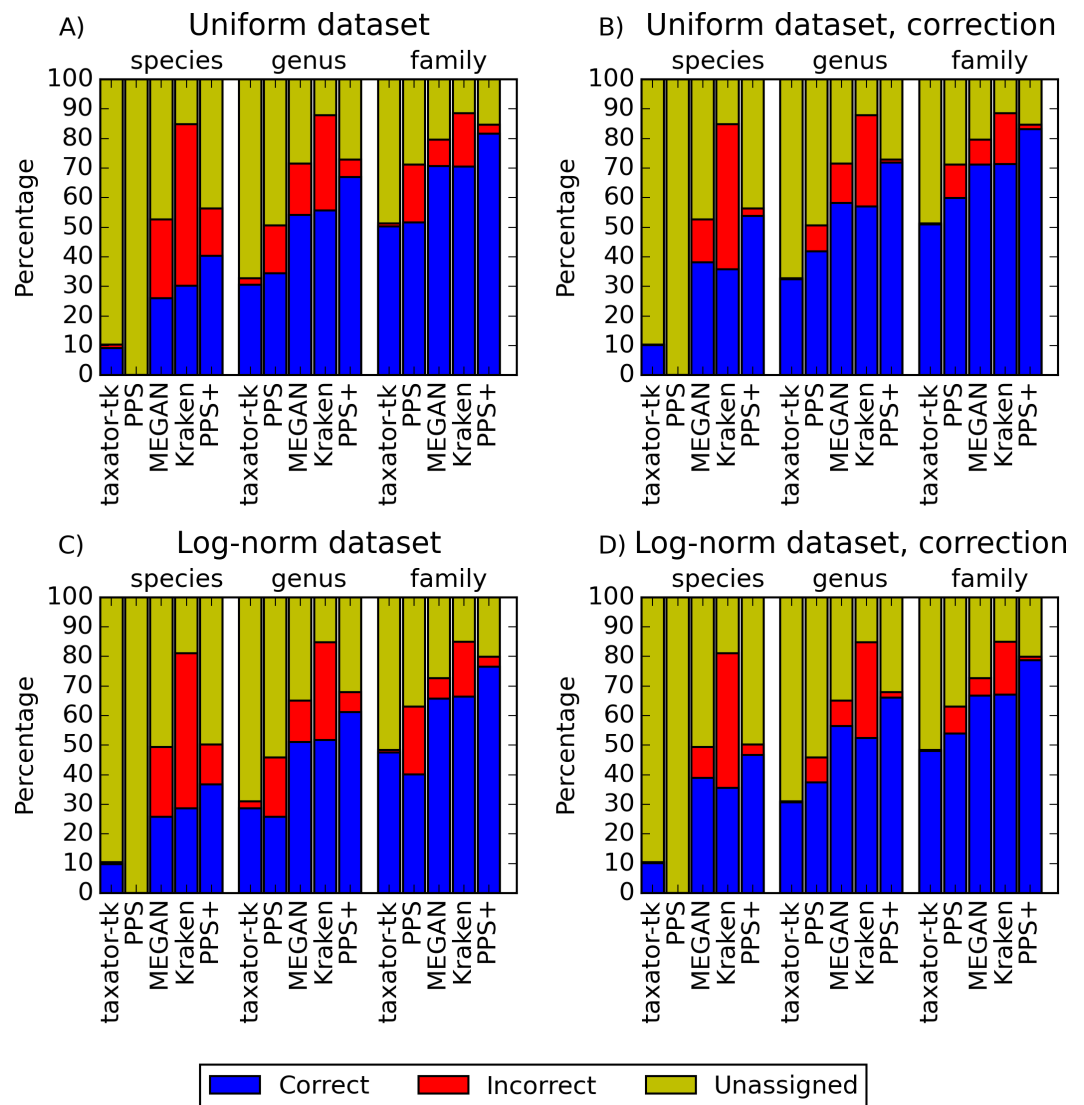 A) Uniform dataset
species genus family
100
90
80
70
60
50
40
30
20
10
0
Percentage
taxator-tk
PPS
MEGAN
Kraken
PPS+
taxator-tk
PPS
MEGAN
Kraken
PPS+
taxator-tk
PPS
MEGAN
Kraken
PPS+
B) Uniform dataset, correction
species genus family
100
90
80
70
60
50
40
30
20
10
0
Percentage
taxator-tk
PPS
MEGAN
Kraken
PPS+
taxator-tk
PPS
MEGAN
Kraken
PPS+
taxator-tk
PPS
MEGAN
Kraken
PPS+
C) Log-norm dataset
species genus family
100
90
80
70
60
50
40
30
20
10
0
Percentage
taxator-tk
PPS
MEGAN
Kraken
PPS+
taxator-tk
PPS
MEGAN
Kraken
PPS+
taxator-tk
PPS
MEGAN
Kraken
PPS+
D) Log-norm dataset, correction
species genus family
100
90
80
70
60
50
40
30
20
10
0
Percentage
taxator-tk
PPS
MEGAN
Kraken
PPS+
taxator-tk
PPS
MEGAN
Kraken
PPS+
taxator-tk
PPS
MEGAN
Kraken
PPS+
Correct Incorrect Unassigned